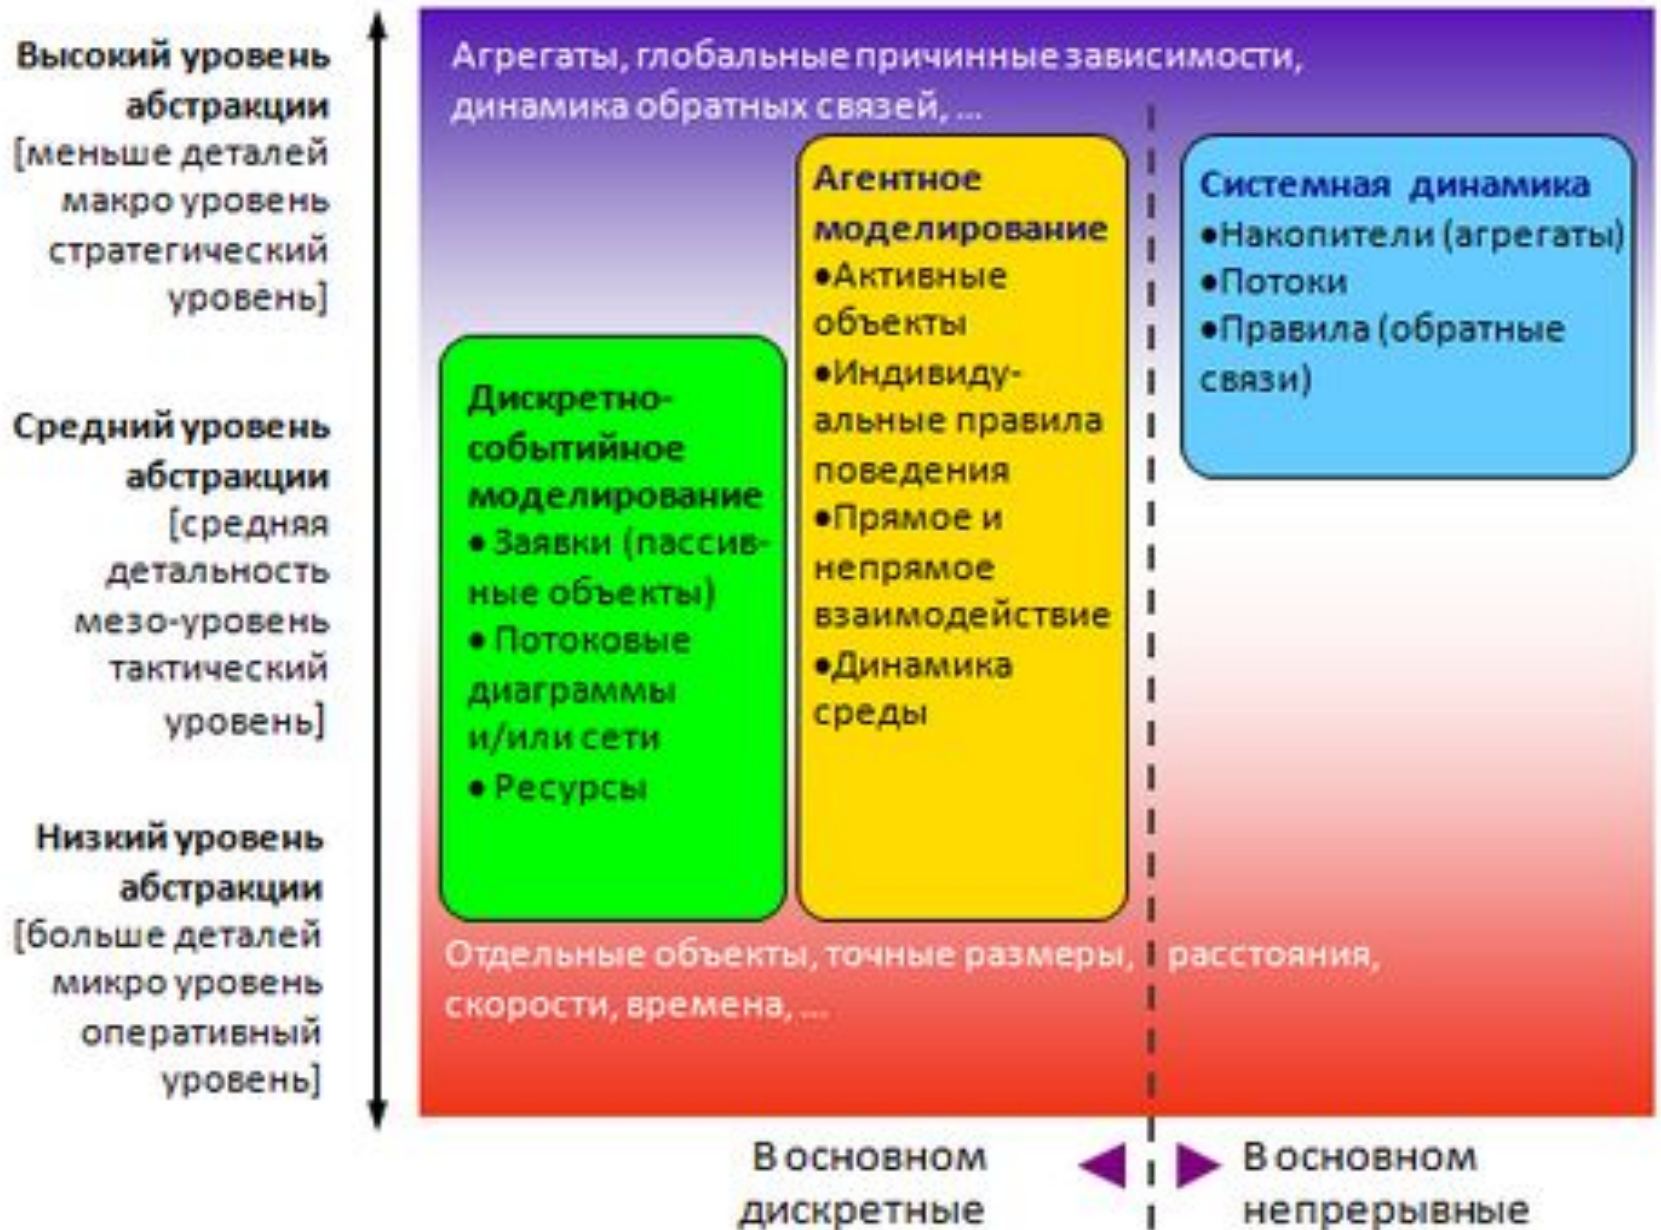 Высокий уровень
абстракции
[меньше деталей
макро уровень
стратегический
уровень]
Средний уровень
абстракции
[средняя
детальность
мезо-уровень
тактический
уровень]
Низкий уровень
абстракции
[больше деталей
микро уровень
оперативный
уровень]
Агрегаты, глобальные причинные зависимости,
динамика обратных связей, ...
Дискретно-
событийное
моделирование
• Заявки (пассив-
ные объекты)
• Потоковые
диаграммы
и/или сети
• Ресурсы
Агентное
моделирование
•Активные
объекты
•Индивиду-
альные правила
поведения
•Прямое и
непрямое
взаимодействие
•Динамика
среды
Системная динамика
•Накопители (агрегаты)
•Потоки
•Правила (обратные
связи)
Отдельные объекты, точные размеры, расстояния,
скорости, времена, ...
В основном
дискретные
В основном
непрерывные